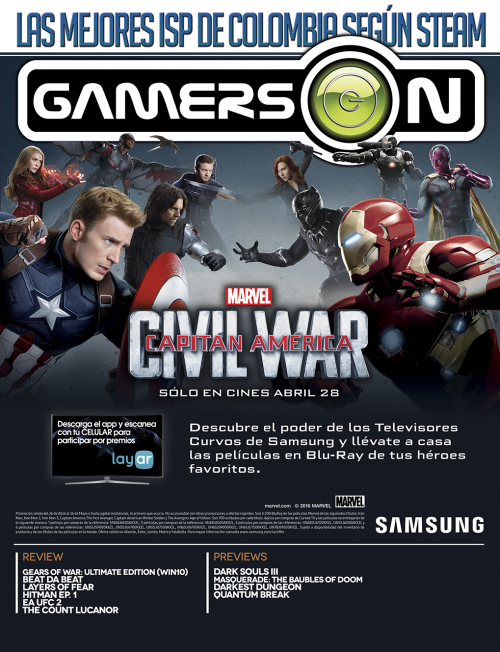 LAS MEJORES ISP DE COLOMBIA SEGÚN STEAM
GAMERSON
MARVEL
CIVIL WAR
CAPITÁN AMÉRICA
SÓLO EN CINES ABRIL 28
Descarga el app y escanea
con tu CELULAR para
participar por premios
layar
Descubre el poder de los Televisores
Curvos de Samsung y llévate a casa
las películas en Blu-Ray de tus héroes
favoritos.
marvel.com © 2016 MARVEL
MARVEL
SAMSUNG
REVIEW
GEARS OF WAR: ULTIMATE EDITION (WIN10)
BEAT DA BEAT
LAYERS OF FEAR
HITMAN EP. 1
EA UFC 2
THE COUNT LUCANOR
PREVIEWS
DARK SOULS III
MASQUERADE: THE BAUBLES OF DOOM
DARKEST DUNGEON
QUANTUM BREAK